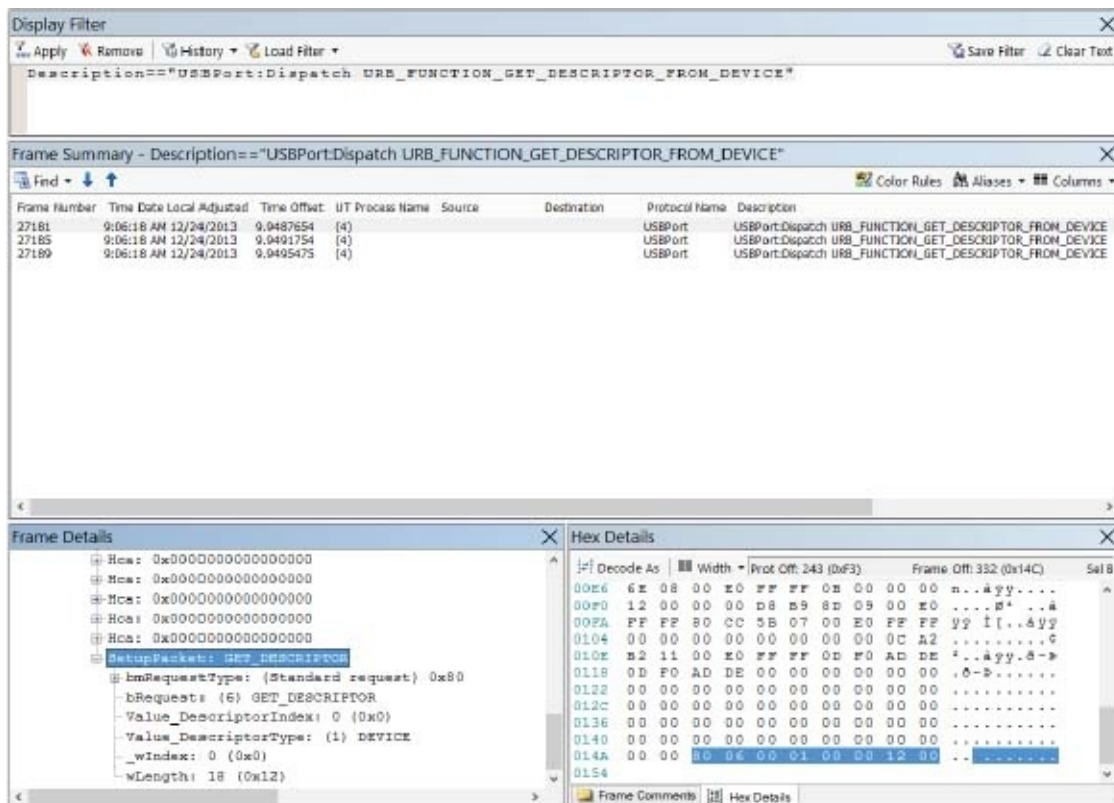 Display Filter
Apply Remove History Load Filter Save Filter Clear Text
Description=="USBPort:Dispatch URB_FUNCTION_GET_DESCRIPTOR_FROM_DEVICE"
Frame Summary - Description=="USBPort:Dispatch URB_FUNCTION_GET_DESCRIPTOR_FROM_DEVICE"
Find Color Rules Aliases Columns
Frame Number Time Date Local Adjusted Time Offset UT Process Name Source Destination Protocol Name Description
27181 9:06:18 AM 12/24/2013 9.9487654 (4) USBPort USBPort:Dispatch URB_FUNCTION_GET_DESCRIPTOR_FROM_DEVICE
27185 9:06:18 AM 12/24/2013 9.9491754 (4) USBPort USBPort:Dispatch URB_FUNCTION_GET_DESCRIPTOR_FROM_DEVICE
27189 9:06:18 AM 12/24/2013 9.9495475 (4) USBPort USBPort:Dispatch URB_FUNCTION_GET_DESCRIPTOR_FROM_DEVICE
Frame Details
Hca: 0x0000000000000000
Hca: 0x0000000000000000
Hca: 0x0000000000000000
Hca: 0x0000000000000000
Hca: 0x0000000000000000
SetupPacket: GET_DESCRIPTOR
bmRequestType: (Standard request) 0x80
bRequest: (6) GET_DESCRIPTOR
Value_DescriptorIndex: 0 (0x0)
Value_DescriptorType: (1) DEVICE
_wIndex: 0 (0x0)
wLength: 18 (0x12)
Hex Details
Decode As Width Prot Off: 243 (0xF3) Frame Off: 332 (0x14C) Sel B
00E6 6E 08 00 E0 FF FF 0B 00 00 00 n..àÿÿ....
00F0 12 00 00 00 D8 B9 8D 09 00 E0 ....Ø¹ ..à
00FA FF FF 80 CC 5B 07 00 E0 FF FF ÿÿ Ì[..àÿÿ
0104 00 00 00 00 00 00 00 00 0C A2 .........¢
010E B2 11 00 E0 FF FF 0D F0 AD DE ²..àÿÿ.ð-Þ
0118 0D F0 AD DE 00 00 00 00 00 00 .ð-Þ......
0122 00 00 00 00 00 00 00 00 00 00 ..........
012C 00 00 00 00 00 00 00 00 00 00 ..........
0136 00 00 00 00 00 00 00 00 00 00 ..........
0140 00 00 00 00 00 00 00 00 00 00 ..........
014A 00 00 80 06 00 01 00 00 12 00 .. .......
0154
Frame Comments Hex Details